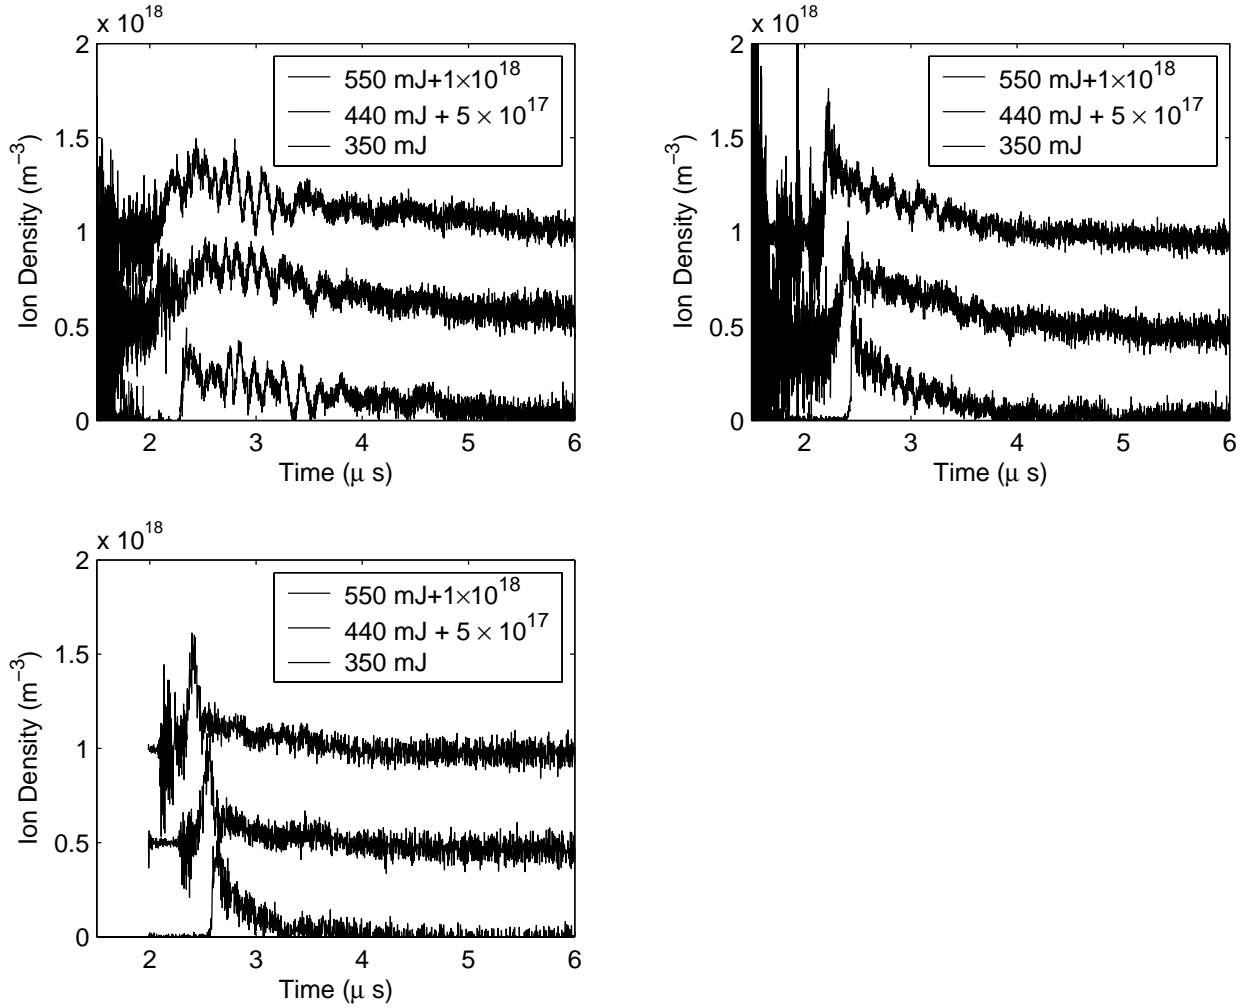 x 10^18
2
1.5
1
0.5
0
Ion Density (m^−3)
550 mJ+1×10^18
440 mJ + 5 × 10^17
350 mJ
2 3 4 5 6
Time (μ s)
x 10^18
2
1.5
1
0.5
0
Ion Density (m^−3)
550 mJ+1×10^18
440 mJ + 5 × 10^17
350 mJ
2 3 4 5 6
Time (μ s)
x 10^18
2
1.5
1
0.5
0
Ion Density (m^−3)
550 mJ+1×10^18
440 mJ + 5 × 10^17
350 mJ
2 3 4 5 6
Time (μ s)